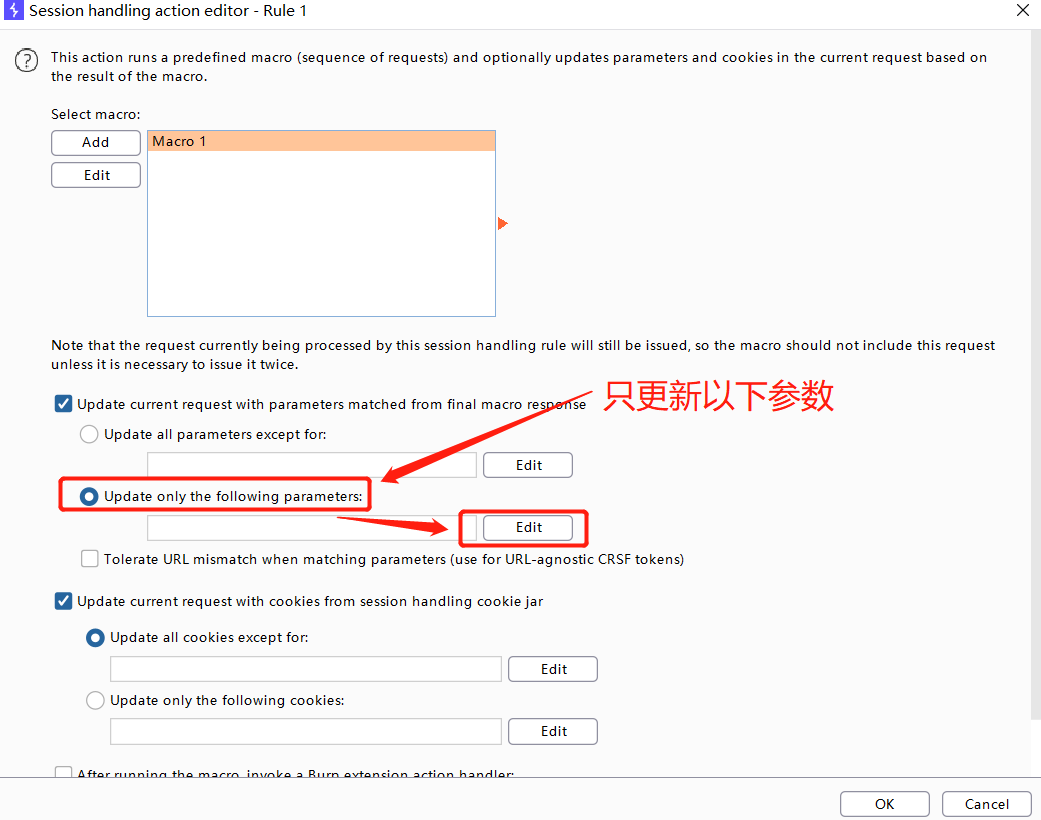 Session handling action editor - Rule 1
This action runs a predefined macro (sequence of requests) and optionally updates parameters and cookies in the current request based on
the result of the macro.
Select macro:
Add
Macro 1
Edit
Note that the request currently being processed by this session handling rule will still be issued, so the macro should not include this request
unless it is necessary to issue it twice.
Update current request with parameters matched from final macro response
只更新以下参数
Update all parameters except for:
Edit
Update only the following parameters:
Edit
Tolerate URL mismatch when matching parameters (use for URL-agnostic CRSF tokens)
Update current request with cookies from session handling cookie jar
Update all cookies except for:
Edit
Update only the following cookies:
Edit
After running the macro, invoke a Burp extension action handler:
OK
Cancel